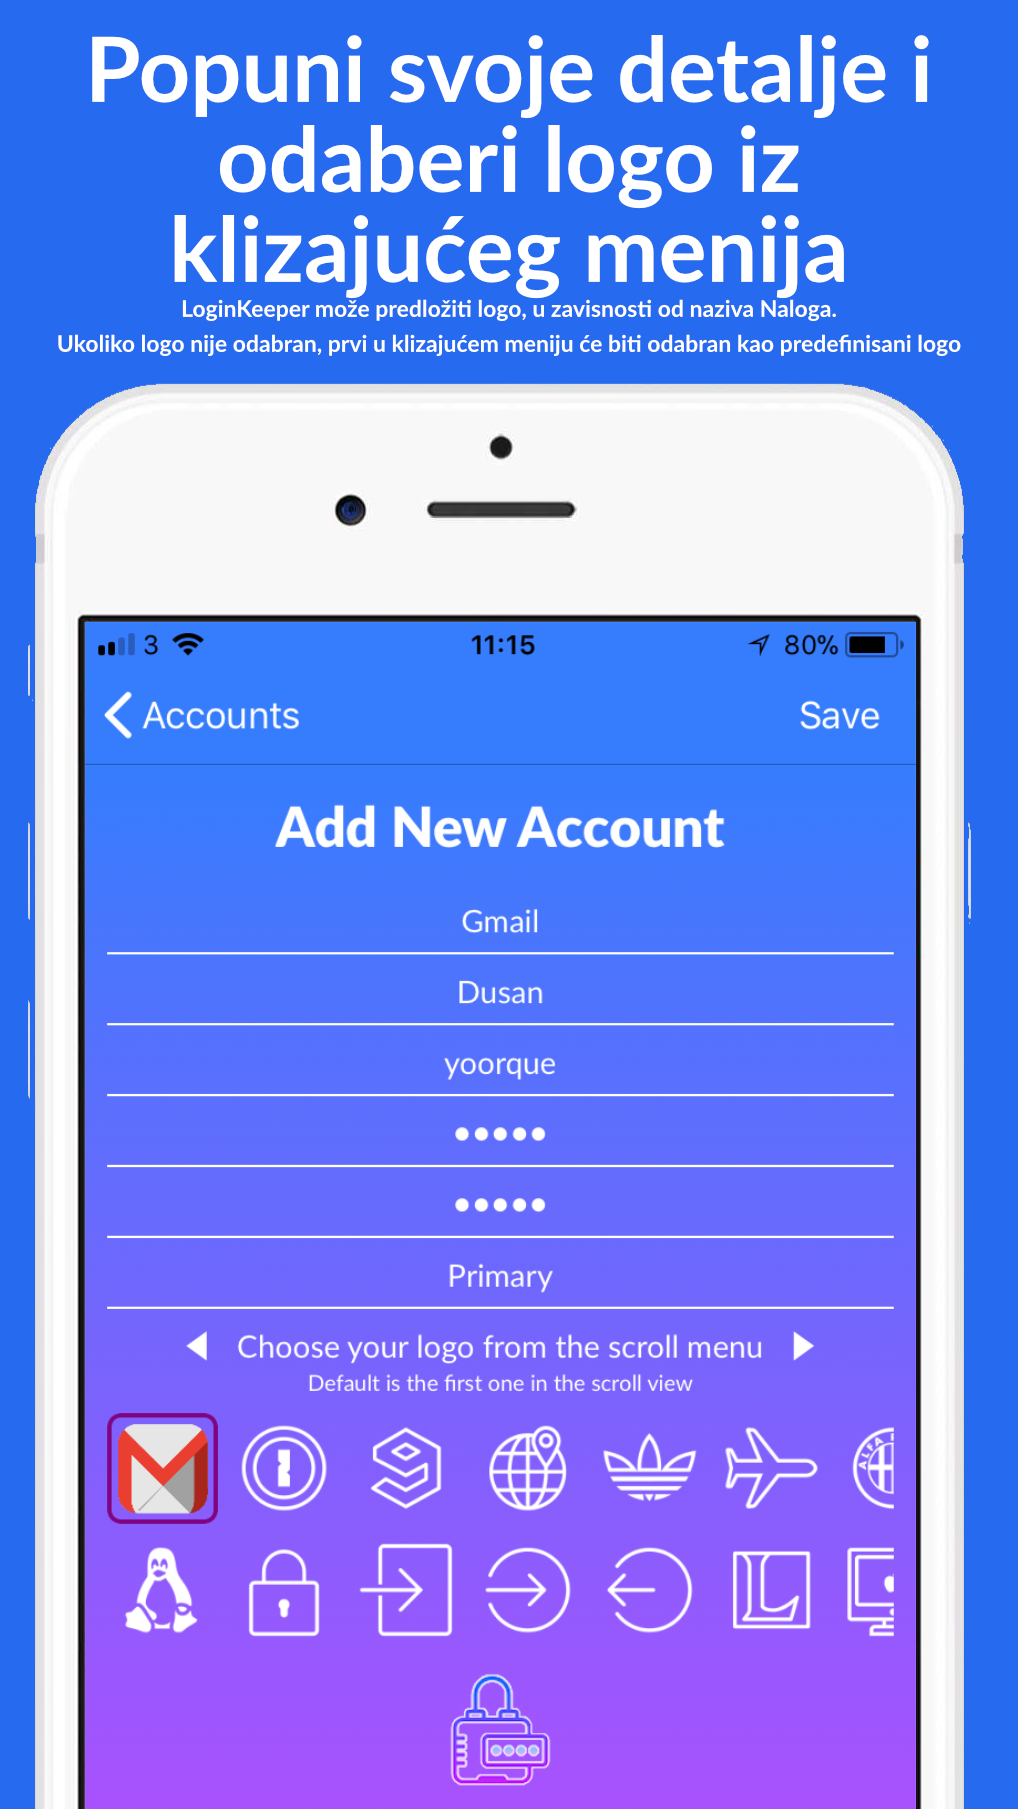 Popuni svoje detalje i
odaberi logo iz
klizajućeg menija
LoginKeeper može predložiti logo, u zavisnosti od naziva Naloga.
Ukoliko logo nije odabran, prvi u klizajućem meniju će biti odabran kao predefinisani logo
3 11:15 80%
Accounts Save
Add New Account
Gmail
Dusan
yoorque
•••••
•••••
Primary
Choose your logo from the scroll menu
Default is the first one in the scroll view
ALFA
L